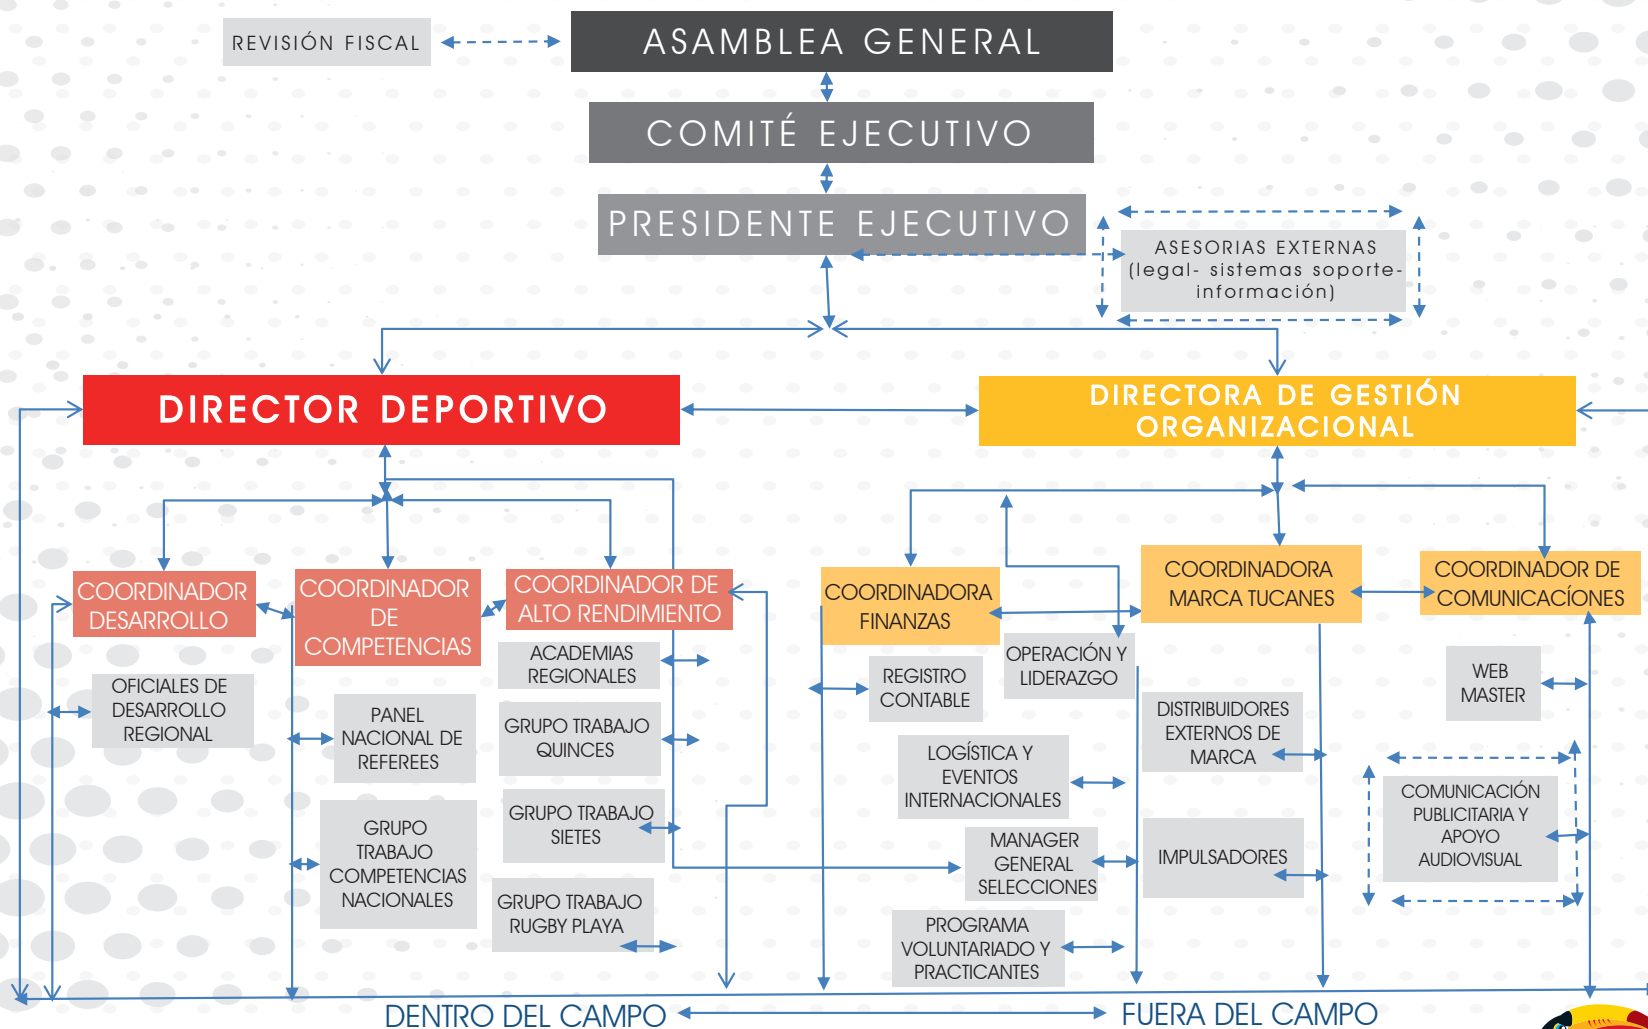 REVISIÓN FISCAL
ASAMBLEA GENERAL
COMITÉ EJECUTIVO
PRESIDENTE EJECUTIVO
ASESORIAS EXTERNAS
(legal- sistemas soporte-
información)
DIRECTOR DEPORTIVO
DIRECTORA DE GESTIÓN
ORGANIZACIONAL
COORDINADOR
DESARROLLO
OFICIALES DE
DESARROLLO
REGIONAL
COORDINADOR
DE
COMPETENCIAS
PANEL
NACIONAL DE
REFEREES
GRUPO
TRABAJO
COMPETENCIAS
NACIONALES
COORDINADOR DE
ALTO RENDIMIENTO
ACADEMIAS
REGIONALES
GRUPO TRABAJO
QUINCES
GRUPO TRABAJO
SIETES
GRUPO TRABAJO
RUGBY PLAYA
COORDINADORA
FINANZAS
REGISTRO
CONTABLE
OPERACIÓN Y
LIDERAZGO
LOGÍSTICA Y
EVENTOS
INTERNACIONALES
MANAGER
GENERAL
SELECCIONES
PROGRAMA
VOLUNTARIADO Y
PRACTICANTES
COORDINADORA
MARCA TUCANES
DISTRIBUIDORES
EXTERNOS DE
MARCA
IMPULSADORES
COORDINADOR DE
COMUNICACÍONES
WEB
MASTER
COMUNICACIÓN
PUBLICITARIA Y
APOYO
AUDIOVISUAL
DENTRO DEL CAMPO
FUERA DEL CAMPO